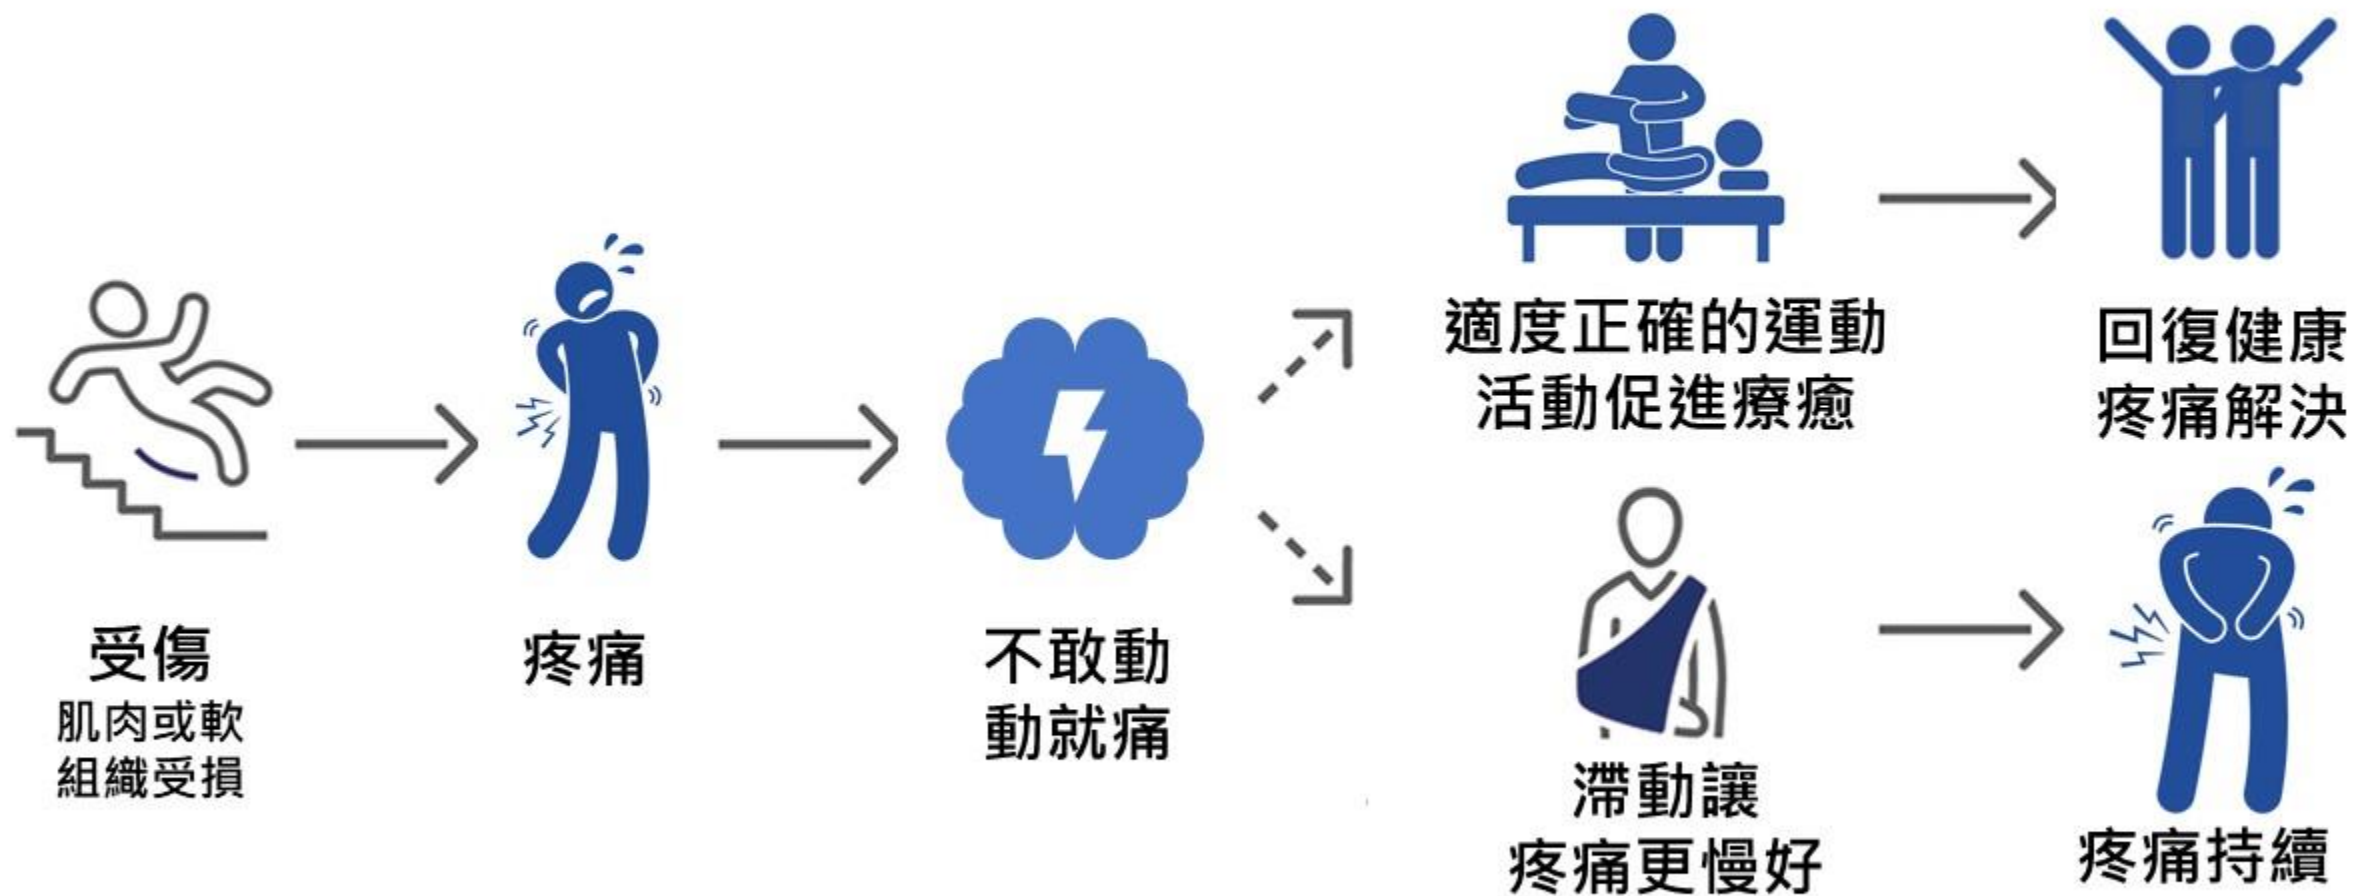 受傷
肌肉或軟
組織受損
疼痛
不敢動
動就痛
適度正確的運動
活動促進療癒
回復健康
疼痛解決
滯動讓
疼痛更慢好
疼痛持續